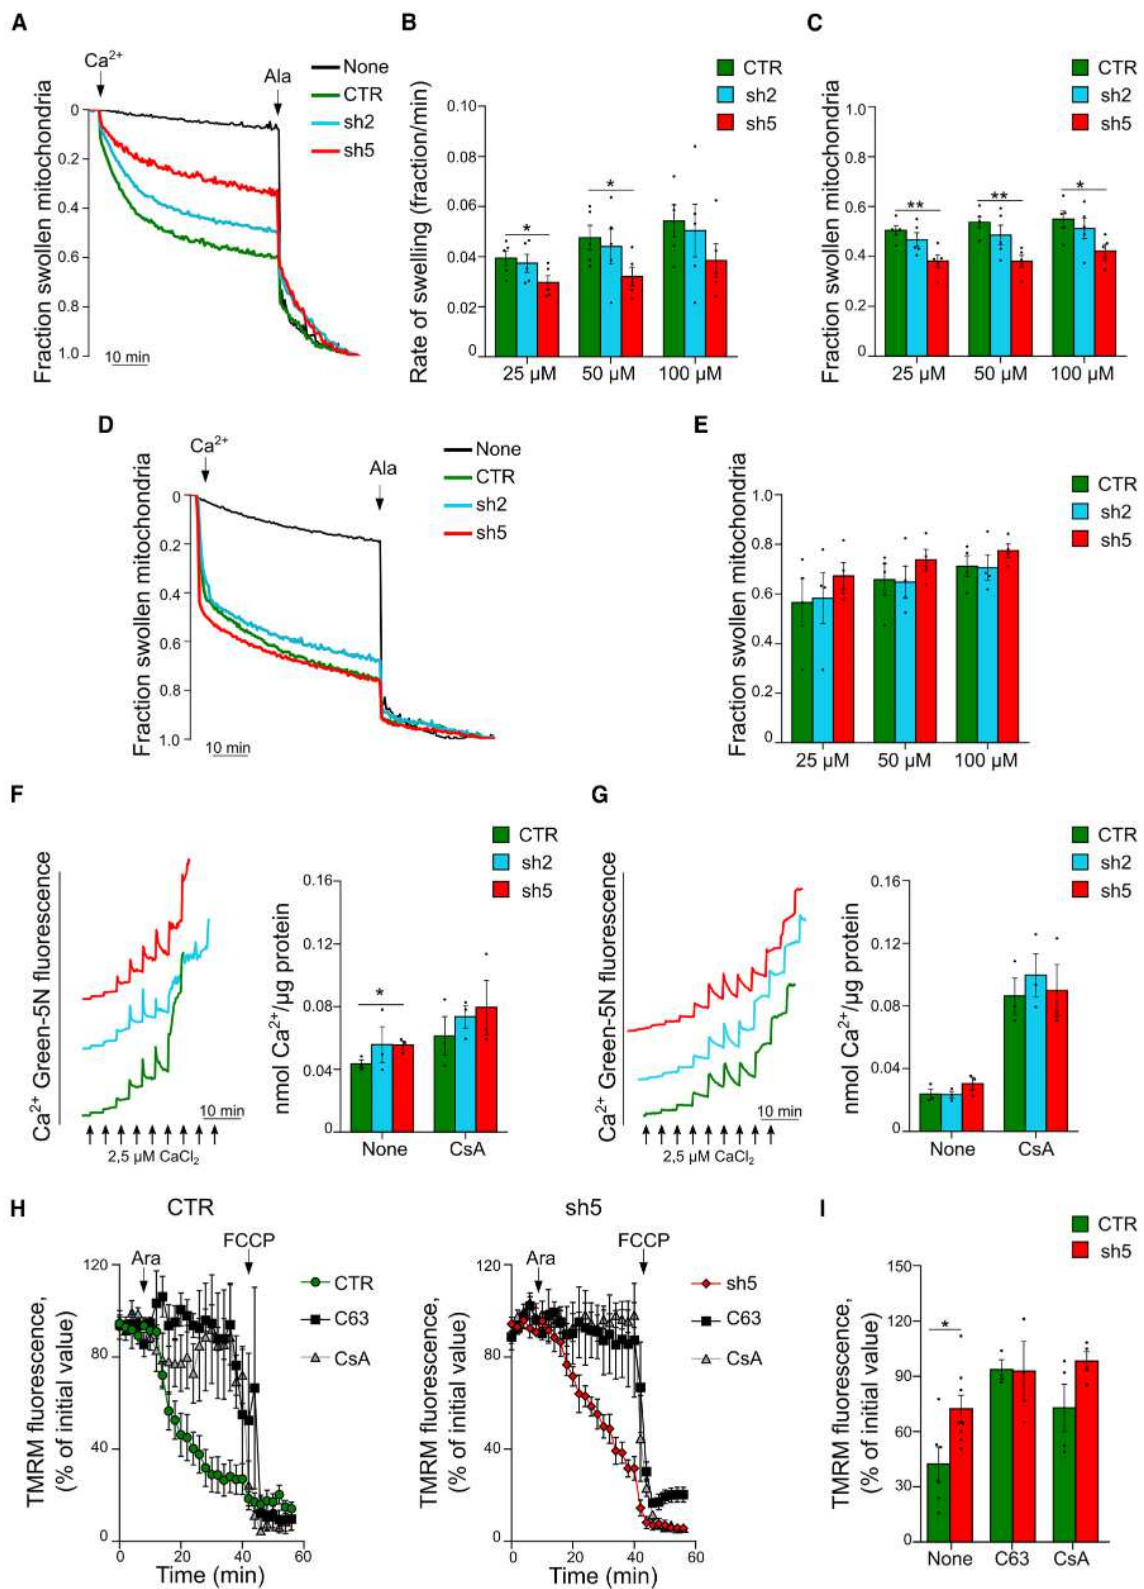 A
Ca²⁺
Ala
None
CTR
sh2
sh5
Fraction swollen mitochondria
0
0.2
0.4
0.6
0.8
1.0
10 min
B
CTR
sh2
sh5
Rate of swelling (fraction/min)
0.10
0.08
0.06
0.04
0.02
0
*
*
25 µM
50 µM
100 µM
C
CTR
sh2
sh5
Fraction swollen mitochondria
1.0
0.8
0.6
0.4
0.2
0
**
**
*
25 µM
50 µM
100 µM
D
Ca²⁺
Ala
None
CTR
sh2
sh5
Fraction swollen mitochondria
0
0.2
0.4
0.6
0.8
1.0
10 min
E
CTR
sh2
sh5
Fraction swollen mitochondria
1.0
0.8
0.6
0.4
0.2
0
25 µM
50 µM
100 µM
F
Ca²⁺ Green-5N fluorescence
10 min
2,5 µM CaCl₂
CTR
sh2
sh5
nmol Ca²⁺/µg protein
0.16
0.12
0.08
0.04
0
*
None
CsA
G
Ca²⁺ Green-5N fluorescence
10 min
2,5 µM CaCl₂
CTR
sh2
sh5
nmol Ca²⁺/µg protein
0.16
0.12
0.08
0.04
0
None
CsA
H
CTR
Ara
FCCP
CTR
C63
CsA
TMRM fluorescence,
(% of initial value)
120
80
40
0
0
20
40
60
Time (min)
sh5
Ara
FCCP
sh5
C63
CsA
TMRM fluorescence,
(% of initial value)
120
80
40
0
0
20
40
60
Time (min)
I
CTR
sh5
TMRM fluorescence,
(% of initial value)
150
120
90
60
30
0
*
None
C63
CsA